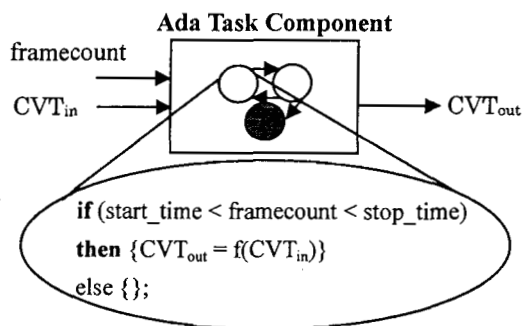 Ada Task Component
framecount
CVTin
CVTout
if (start_time < framecount < stop_time)
then {CVTout = f(CVTin)}
else {};